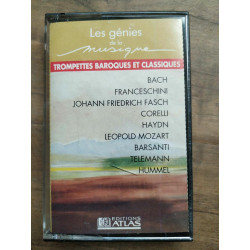 Les génies
de la
musique
TROMPETTES BAROQUES ET CLASSIQUES
BACH
FRANCESCHINI
JOHANN FRIEDRICH FASCH
CORELLI
HAYDN
LEOPOLD MOZART
BARSANTI
TELEMANN
HUMMEL
EDITIONS
ATLAS